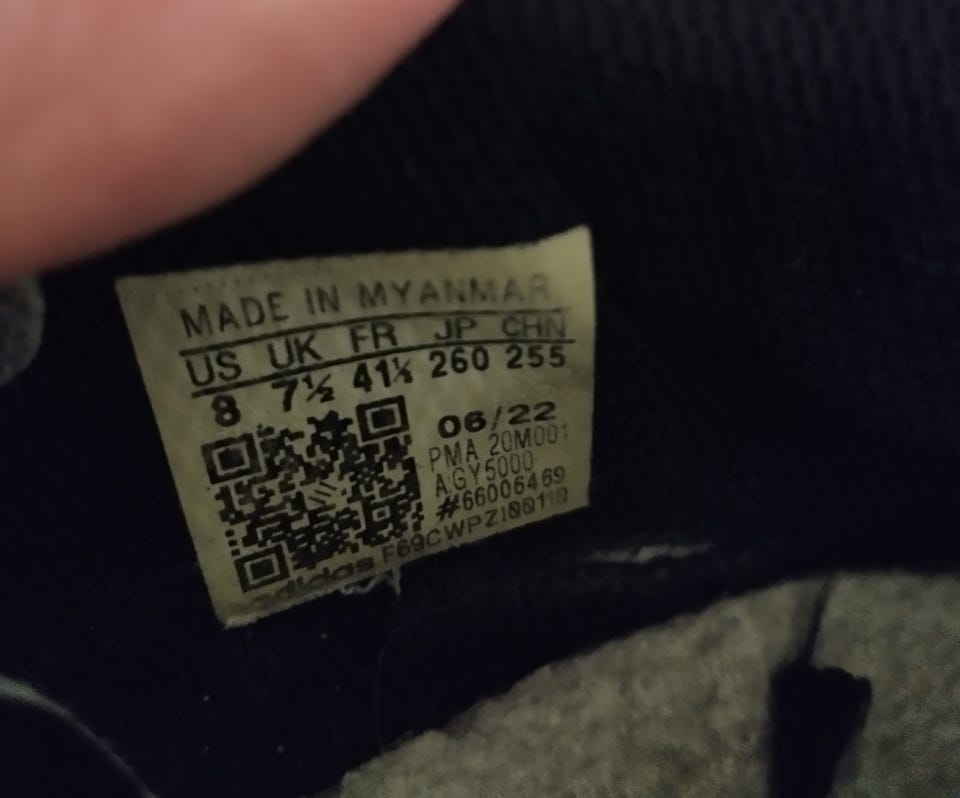 MADE IN MYANMAR
US UK FR JP CHN
8 7½ 41⅓ 260 255
06/22
PMA 20M001
A:GY5000
#66006469
adidas F69CWPZI00110